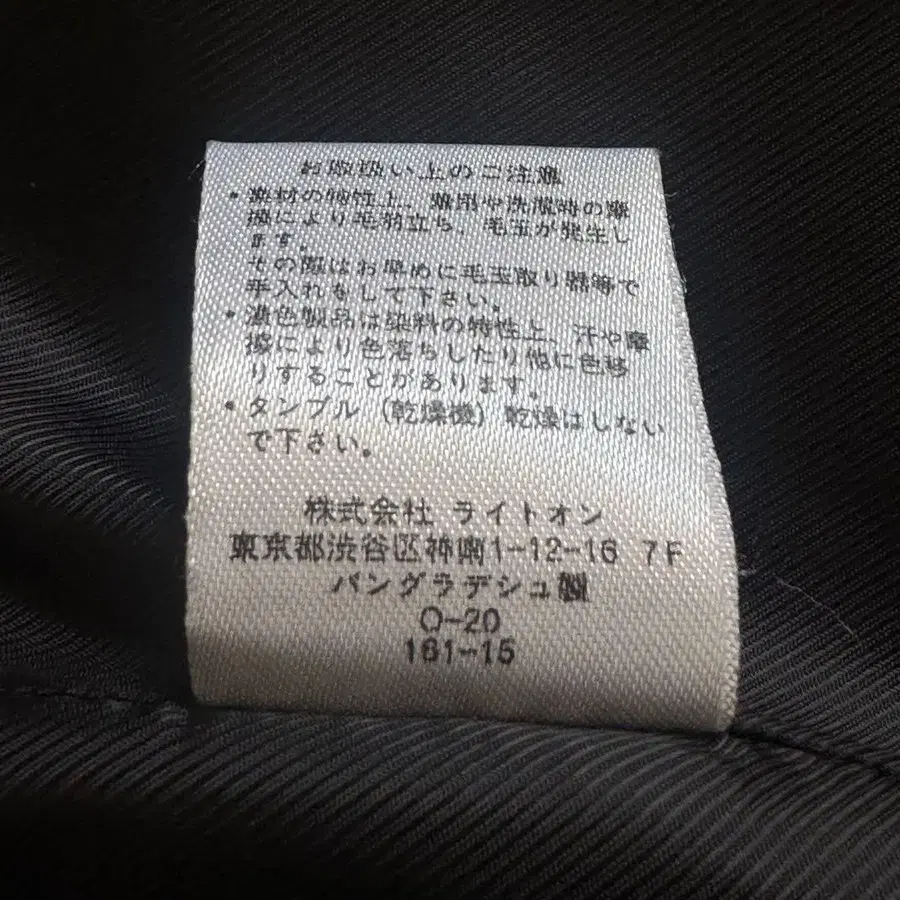 お取扱い上のご注意
・素材の特性上、着用や洗濯時の摩
擦により毛羽立ち、毛玉が発生し
ます。
その際はお早めに毛玉取り器等で
手入れをして下さい。
・濃色製品は染料の特性上、汗や摩
擦により色落ちしたり他に色移
りすることがあります。
・タンブル（乾燥機）乾燥はしない
で下さい。
株式会社 ライトオン
東京都渋谷区神南1-12-16 7F
バングラデシュ製
O-20
161-15